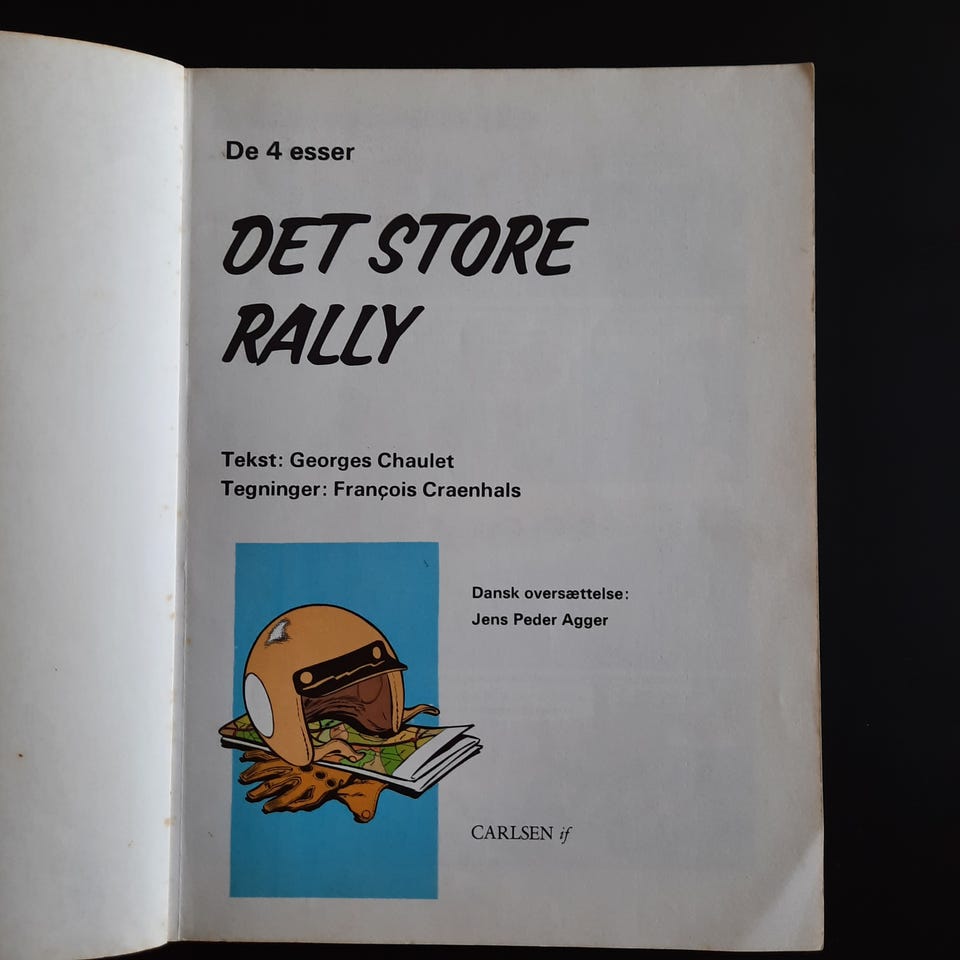 De 4 esser
DET STORE
RALLY
Tekst: Georges Chaulet
Tegninger: François Craenhals
Dansk oversættelse:
Jens Peder Agger
CARLSEN if